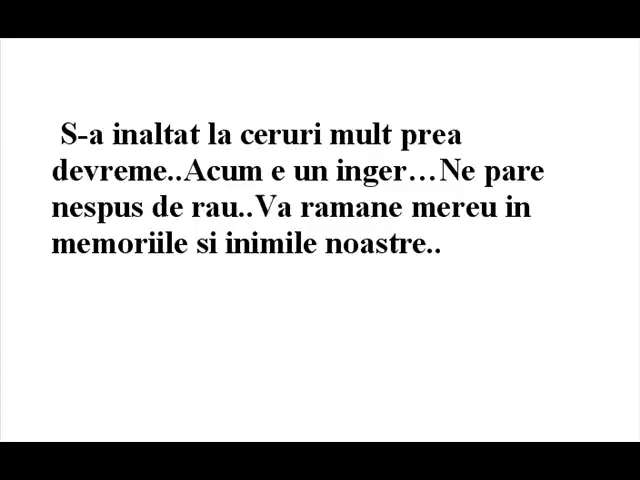 S-a inaltat la ceruri mult prea
devreme..Acum e un inger…Ne pare
nespus de rau..Va ramane mereu in
memoriile si inimile noastre..